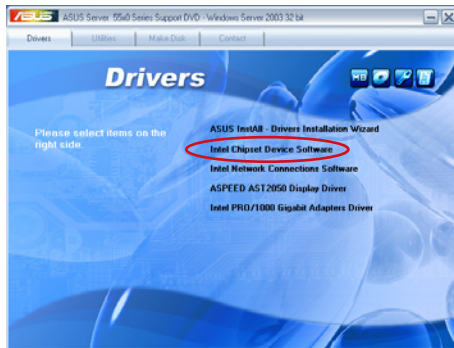 ASUS Server 55x0 Series Support DVD - Windows Server 2003 32 bit
Drivers Utilities Make Disk Contact
Drivers
MB
Please select items on the
right side.
ASUS InstAll - Drivers Installation Wizard
Intel Chipset Device Software
Intel Network Connections Software
ASPEED AST2050 Display Driver
Intel PRO/1000 Gigabit Adapters Driver